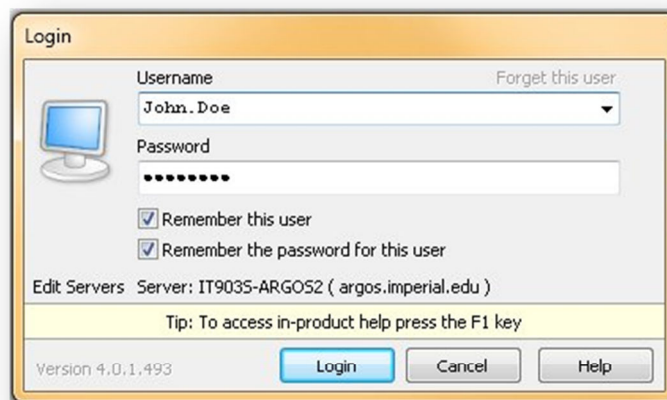 Login
Username Forget this user
John.Doe
Password
••••••••
Remember this user
Remember the password for this user
Edit Servers Server: IT903S-ARGOS2 ( argos.imperial.edu )
Tip: To access in-product help press the F1 key
Version 4.0.1.493 Login Cancel Help